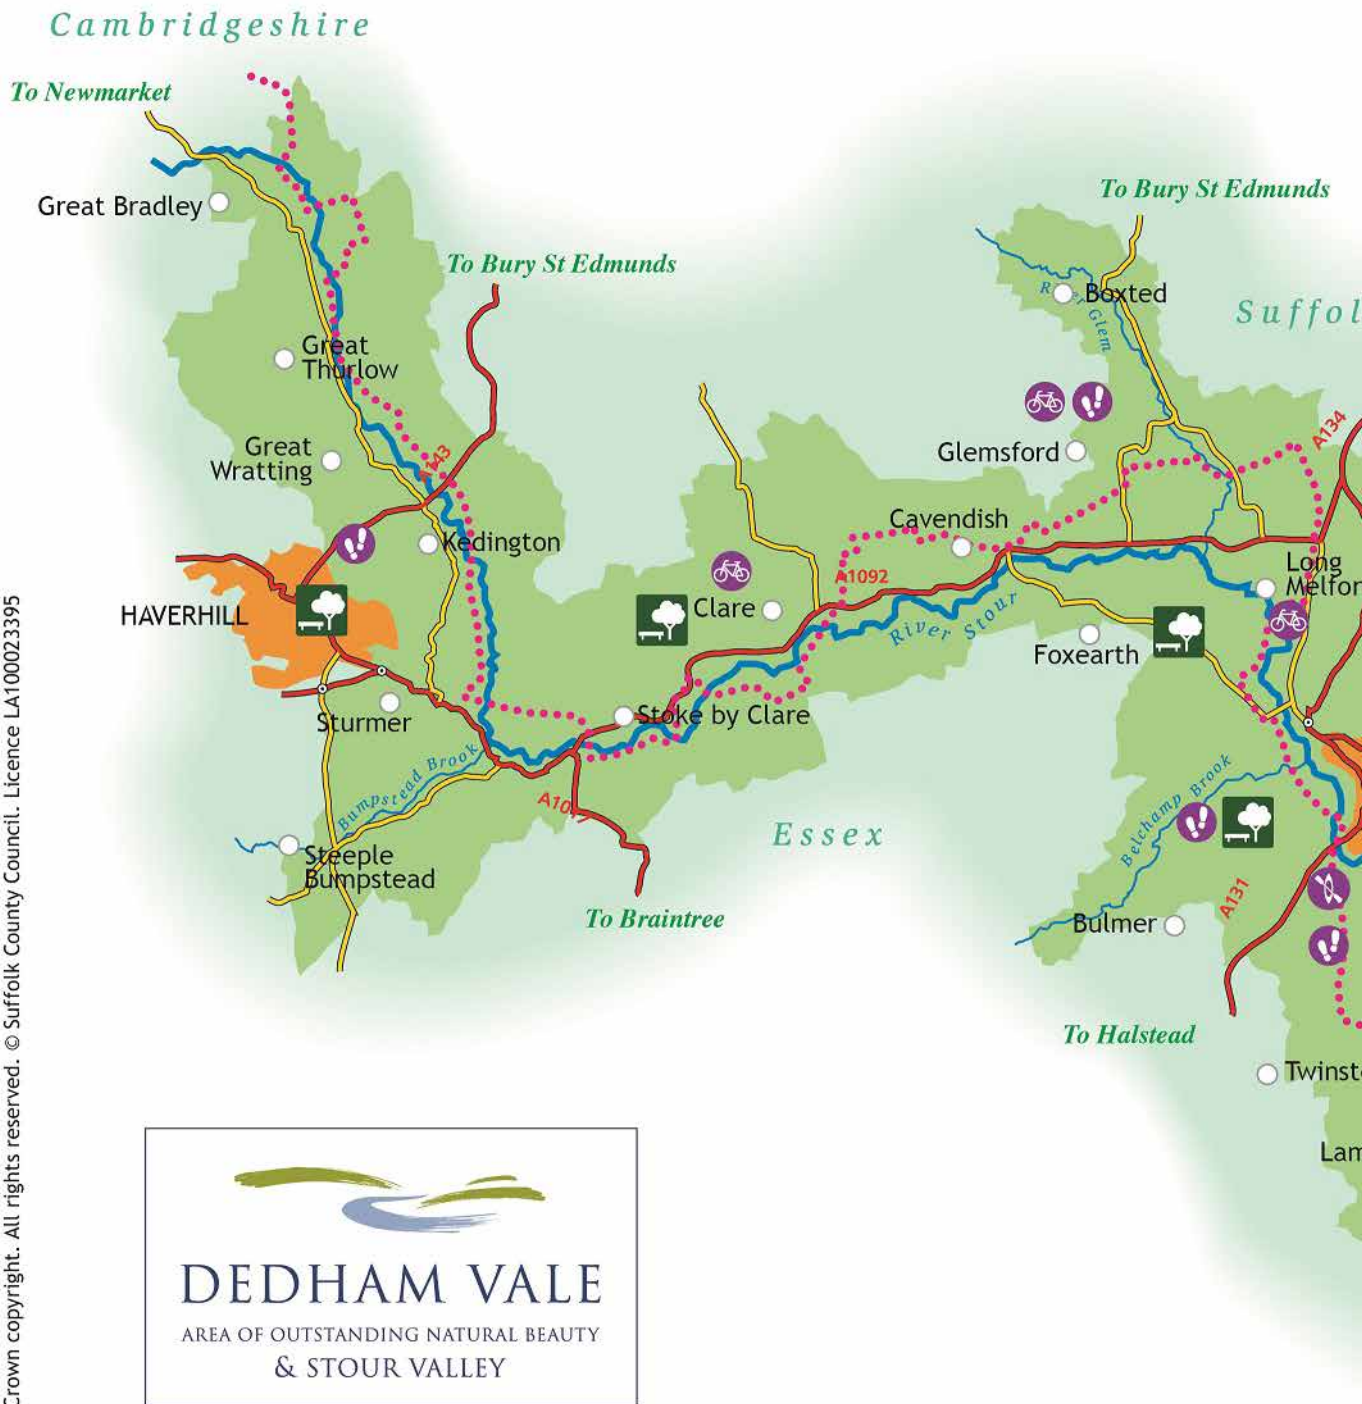 Cambridgeshire
To Newmarket
To Bury St Edmunds
Great Bradley
To Bury St Edmunds
River Glem
Boxted
Suffol
Great
Thurlow
A134
Great
Wratting
A143
Glemsford
Cavendish
Kedington
Long
Melfor
A1092
Clare
HAVERHILL
River Stour
Foxearth
Sturmer
Stoke by Clare
Bumpstead Brook
Belchamp Brook
Essex
Steeple
Bumpstead
A131
To Braintree
Bulmer
To Halstead
Twinst
Lam
Crown copyright. All rights reserved. © Suffolk County Council. Licence LA100023395
DEDHAM VALE
AREA OF OUTSTANDING NATURAL BEAUTY
& STOUR VALLEY